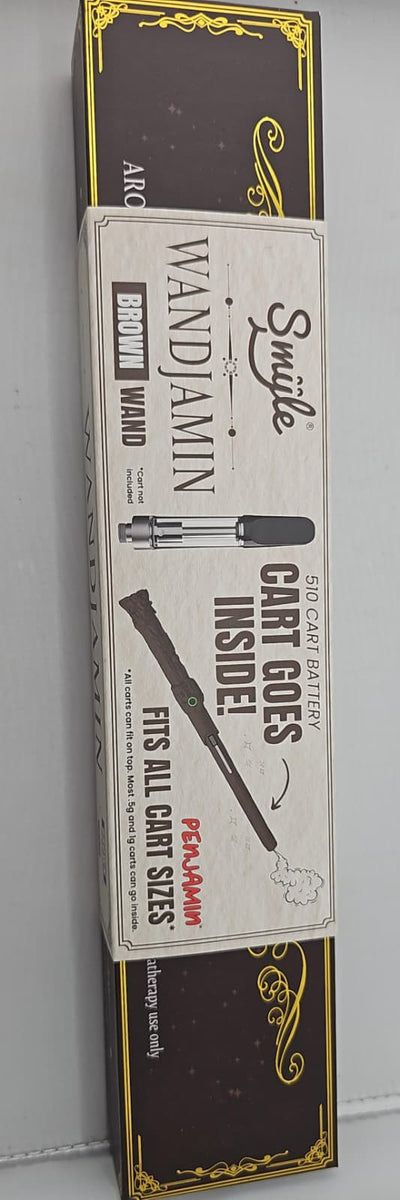 ARO
Smyle®
WANDJAMIN
BROWN WAND
*Cart not
included
510 CART BATTERY
CART GOES
INSIDE!
PENJAMIN
FITS ALL CART SIZES*
*All carts can fit on top. Most .5g and 1g carts can go inside.
WANDJAMIN
atherapy use only